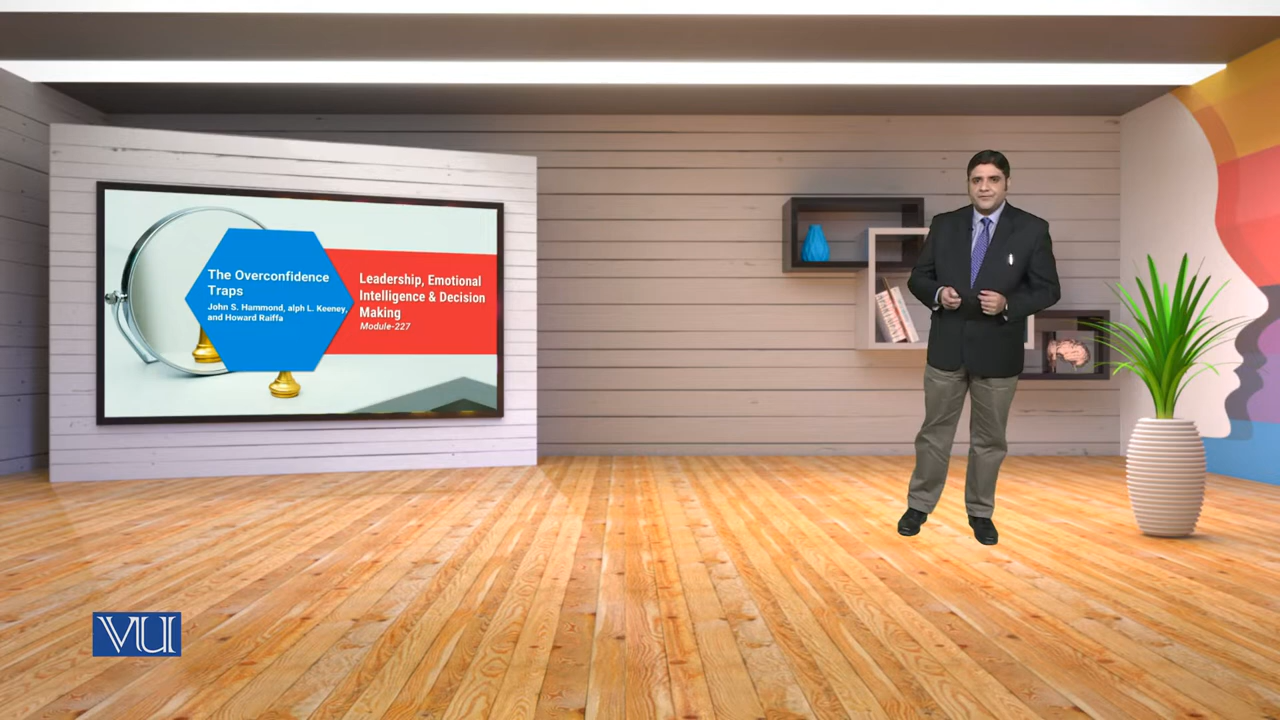 The Overconfidence
Traps
John S. Hammond, alph L. Keeney,
and Howard Raiffa
Leadership, Emotional
Intelligence & Decision
Making
Module-227
VU